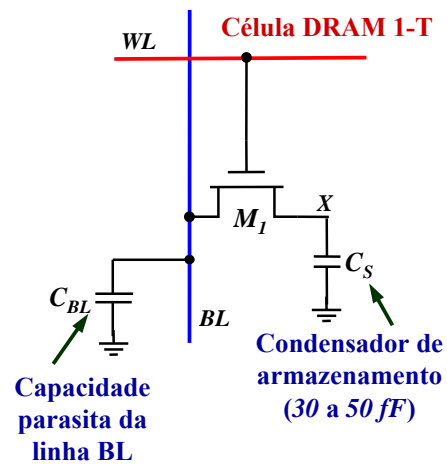 Célula DRAM 1-T
WL
X
M1
CS
CBL
BL
Capacidade
parasita da
linha BL
Condensador de
armazenamento
(30 a 50 fF)